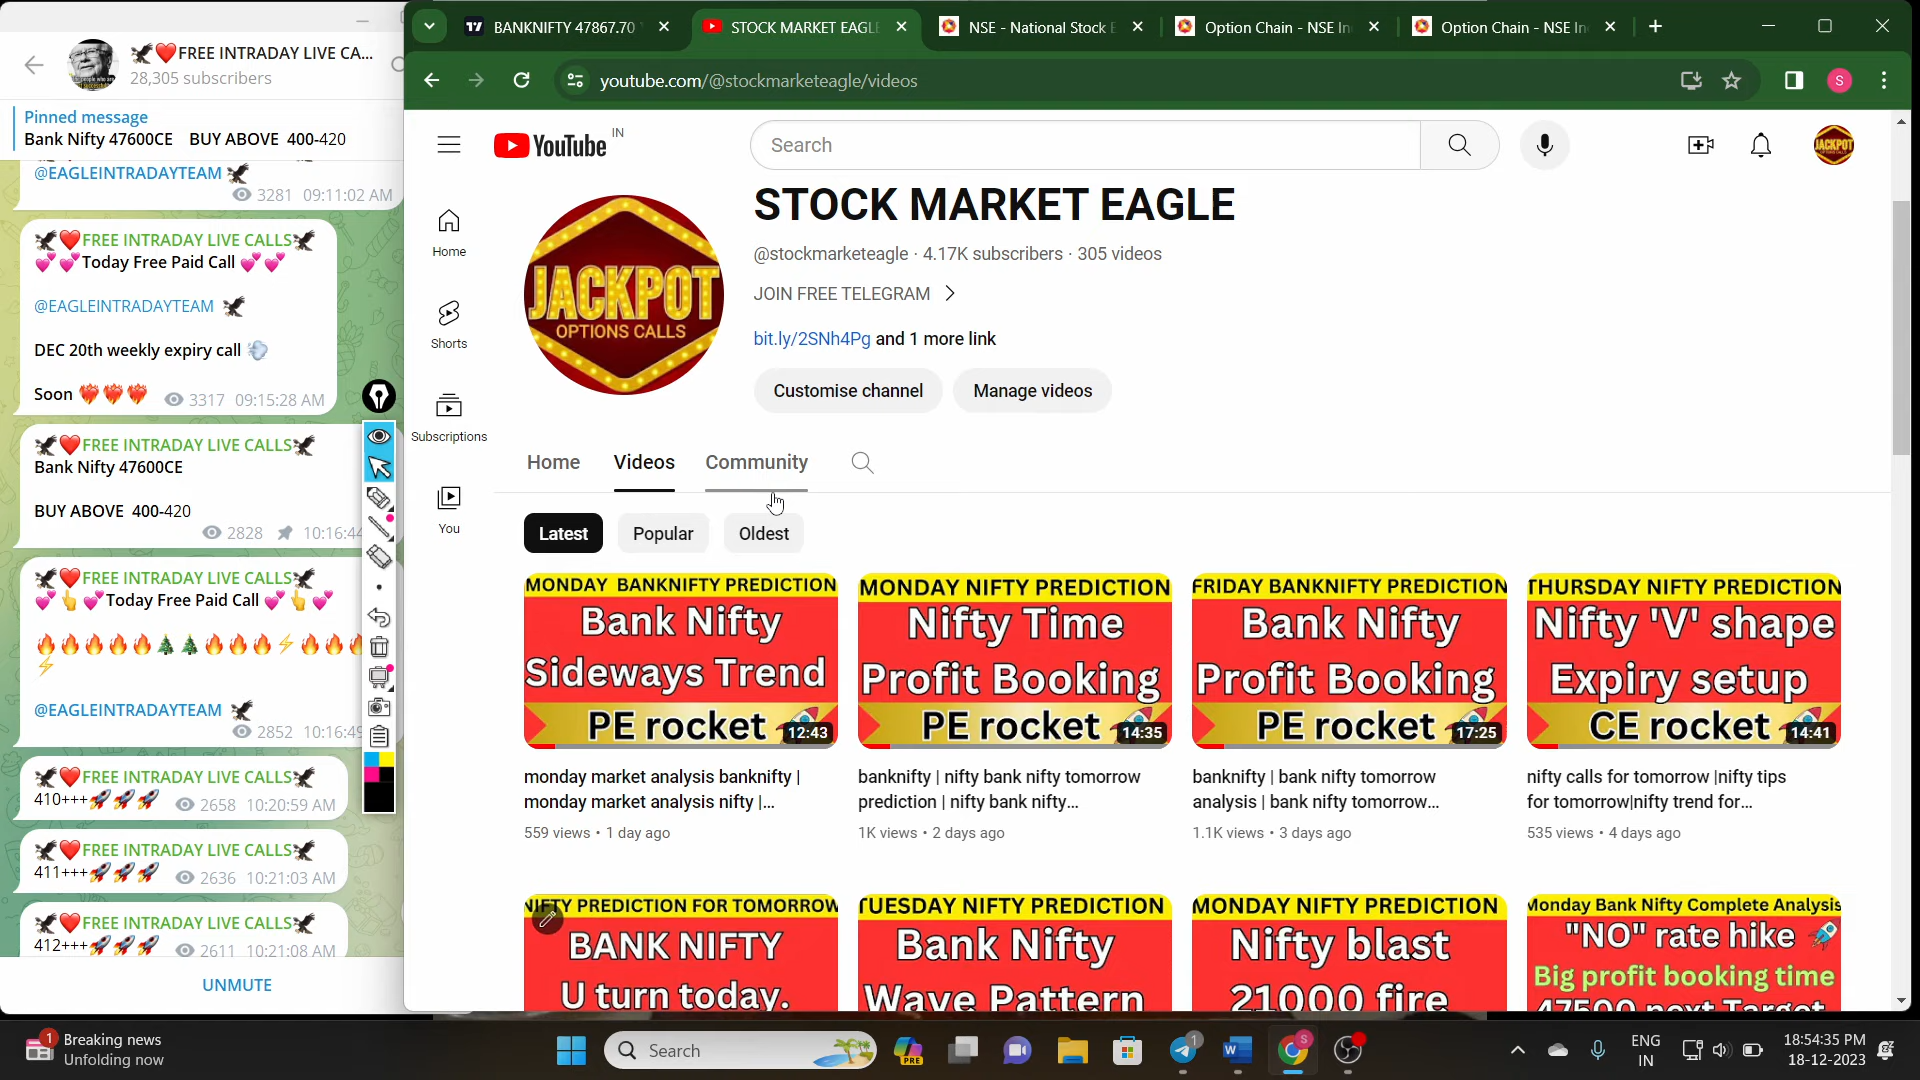 FREE INTRADAY LIVE CA...
28,305 subscribers
Pinned message
Bank Nifty 47600CE BUY ABOVE 400-420
@EAGLEINTRADAYTEAM
3281 09:11:02 AM
FREE INTRADAY LIVE CALLS
Today Free Paid Call
@EAGLEINTRADAYTEAM
DEC 20th weekly expiry call
Soon
3317 09:15:28 AM
FREE INTRADAY LIVE CALLS
Bank Nifty 47600CE
BUY ABOVE 400-420
2828 10:16:44
FREE INTRADAY LIVE CALLS
Today Free Paid Call
@EAGLEINTRADAYTEAM
2852 10:16:49
FREE INTRADAY LIVE CALLS
410+++
2658 10:20:59 AM
FREE INTRADAY LIVE CALLS
411+++
2636 10:21:03 AM
FREE INTRADAY LIVE CALLS
412+++
2611 10:21:08 AM
UNMUTE
BANKNIFTY 47867.70
STOCK MARKET EAGLE
NSE - National Stock E
Option Chain - NSE In
Option Chain - NSE In
youtube.com/@stockmarketeagle/videos
S
YouTube IN
Search
JACKPOT
Home
Shorts
Subscriptions
You
JACKPOT
OPTIONS CALLS
STOCK MARKET EAGLE
@stockmarketeagle · 4.17K subscribers · 305 videos
JOIN FREE TELEGRAM
bit.ly/2SNh4Pg and 1 more link
Customise channel
Manage videos
Home
Videos
Community
Latest
Popular
Oldest
MONDAY BANKNIFTY PREDICTION
Bank Nifty
Sideways Trend
PE rocket
12:43
monday market analysis banknifty |
monday market analysis nifty |...
559 views • 1 day ago
MONDAY NIFTY PREDICTION
Nifty Time
Profit Booking
PE rocket
14:35
banknifty | nifty bank nifty tomorrow
prediction | nifty bank nifty...
1K views • 2 days ago
FRIDAY BANKNIFTY PREDICTION
Bank Nifty
Profit Booking
PE rocket
17:25
banknifty | bank nifty tomorrow
analysis | bank nifty tomorrow...
1.1K views • 3 days ago
THURSDAY NIFTY PREDICTION
Nifty 'V' shape
Expiry setup
CE rocket
14:41
nifty calls for tomorrow |nifty tips
for tomorrow|nifty trend for...
535 views • 4 days ago
NIFTY PREDICTION FOR TOMORROW
BANK NIFTY
U turn today.
TUESDAY NIFTY PREDICTION
Bank Nifty
Wave Pattern
MONDAY NIFTY PREDICTION
Nifty blast
21000 fire
Monday Bank Nifty Complete Analysis
"NO" rate hike
Big profit booking time
47500 next Target
1
Breaking news
Unfolding now
Search
PRE
1
S
ENG
IN
18:54:35 PM
18-12-2023